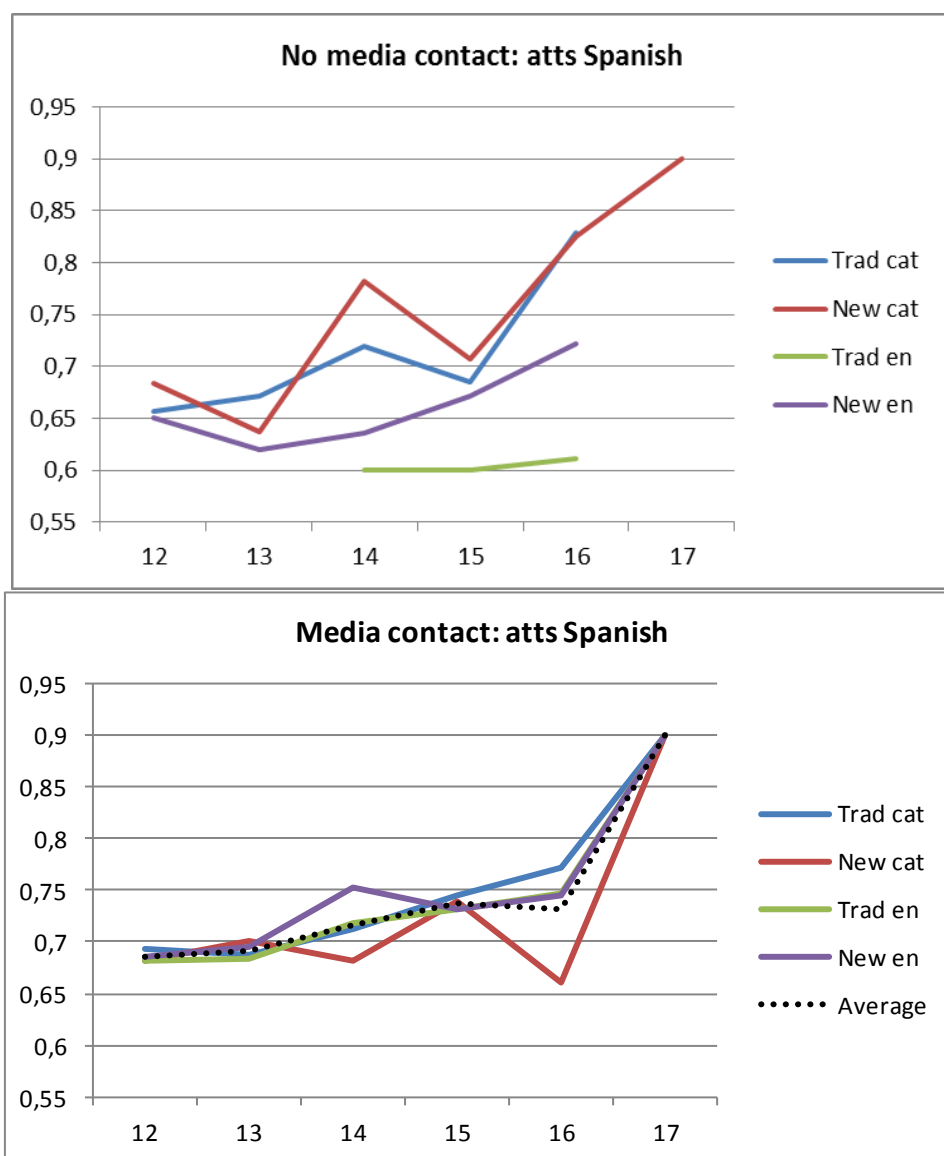 No media contact: atts Spanish
0,95
0,9
0,85
0,8
0,75
0,7
0,65
0,6
0,55
12 13 14 15 16 17
Trad cat
New cat
Trad en
New en
Media contact: atts Spanish
0,95
0,9
0,85
0,8
0,75
0,7
0,65
0,6
0,55
12 13 14 15 16 17
Trad cat
New cat
Trad en
New en
Average